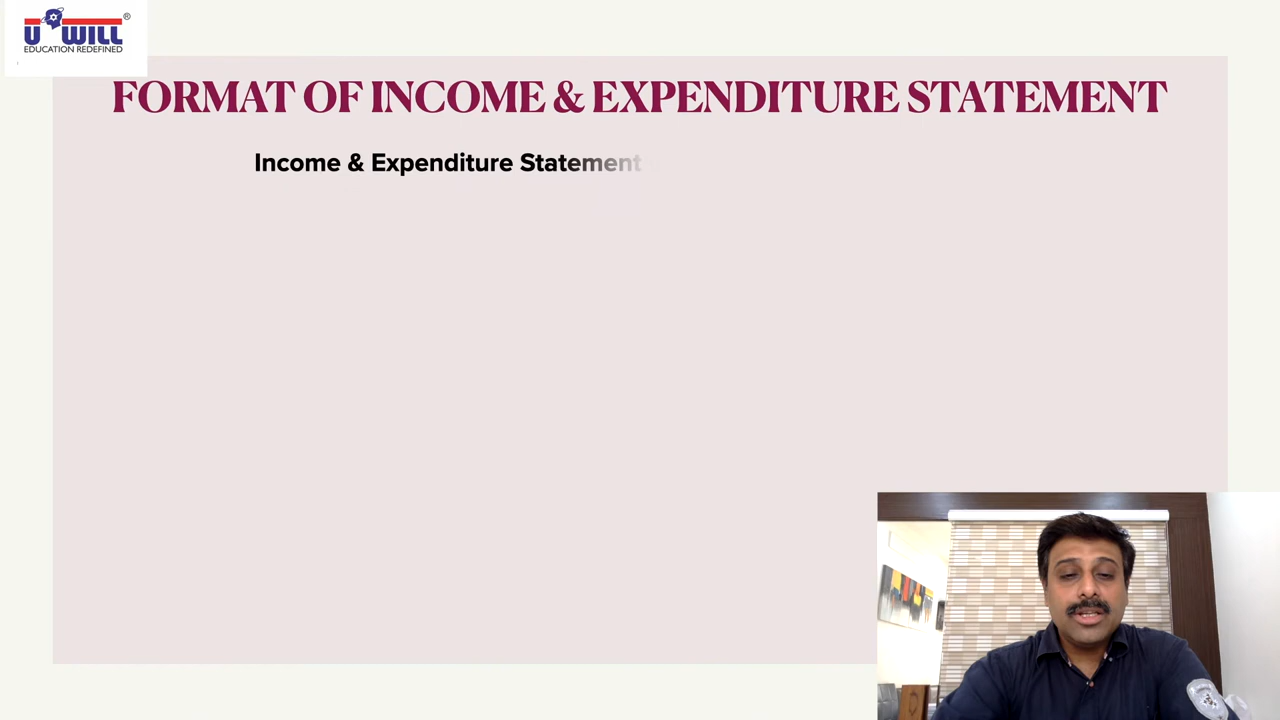 U WILL®
EDUCATION REDEFINED
FORMAT OF INCOME & EXPENDITURE STATEMENT
Income & Expenditure Statement